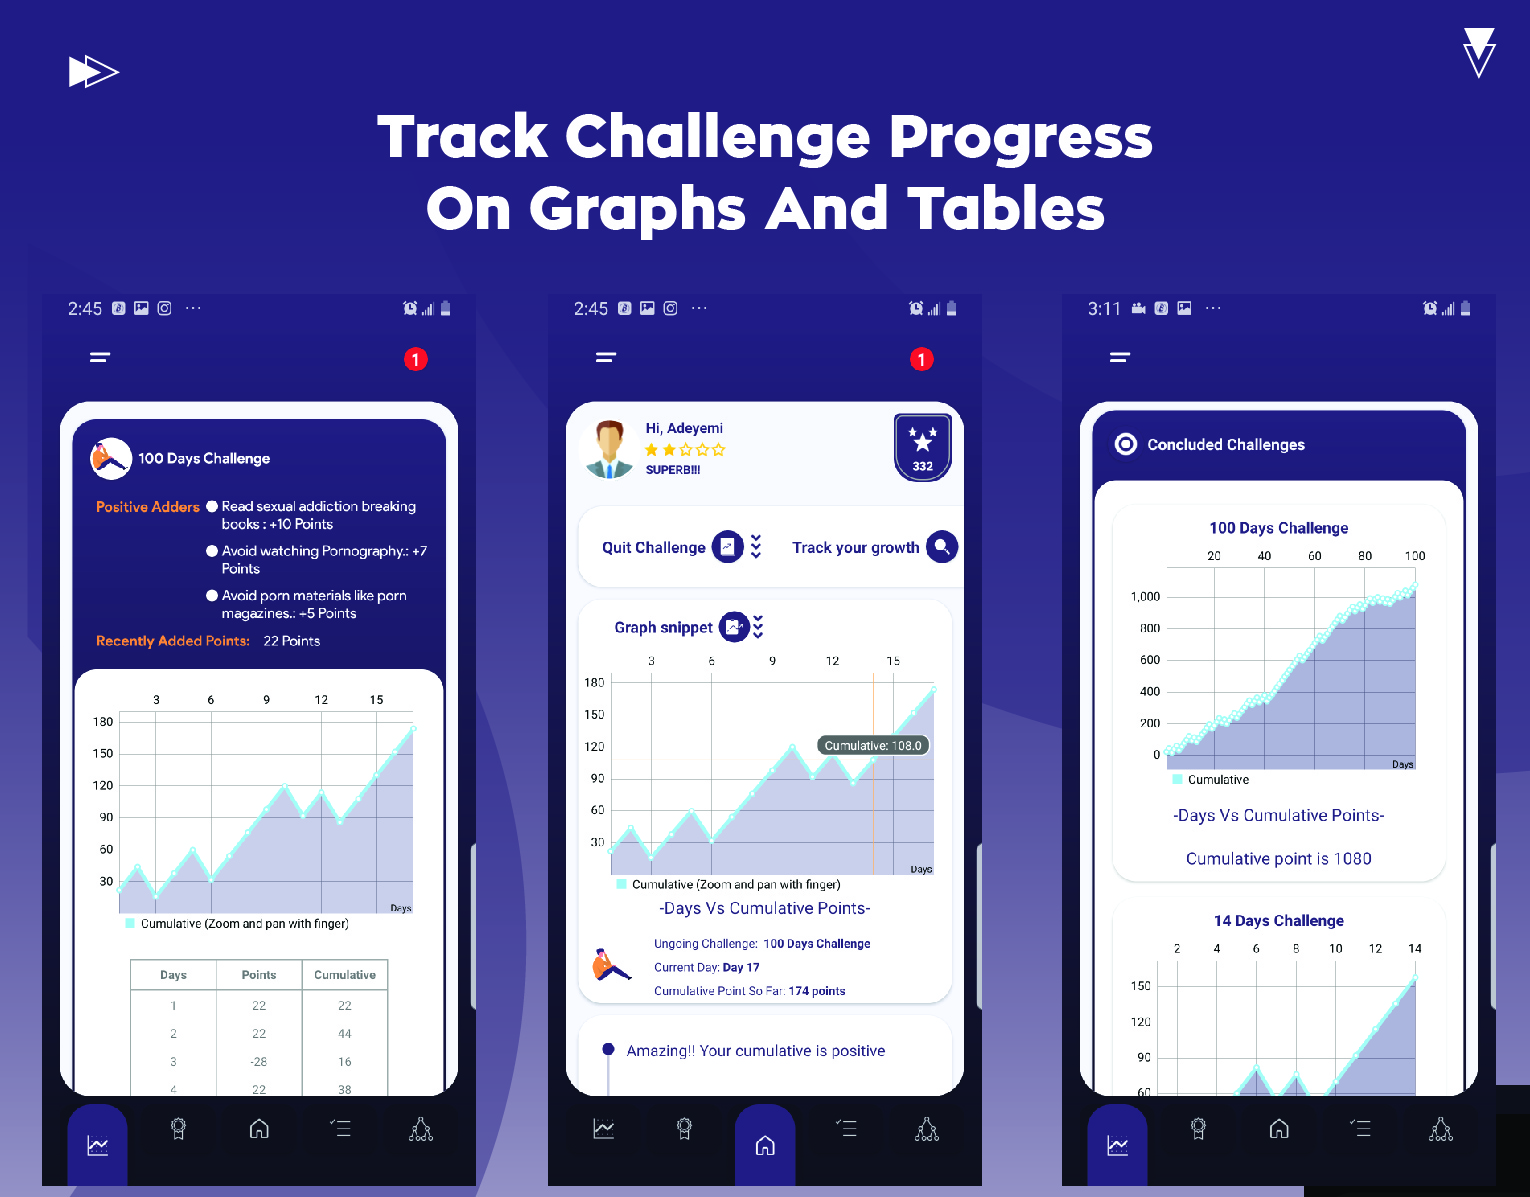 Track Challenge Progress
On Graphs And Tables
2:45
1
100 Days Challenge
Positive Adders
Read sexual addiction breaking
books : +10 Points
Avoid watching Pornography.: +7
Points
Avoid porn materials like porn
magazines.: +5 Points
Recently Added Points: 22 Points
3 6 9 12 15
180
150
120
90
60
30
Days
Cumulative (Zoom and pan with finger)
Days Points Cumulative
1 22 22
2 22 44
3 -28 16
4 22 38
2:45
1
Hi, Adeyemi
SUPERB!!!
332
Quit Challenge
Track your growth
Graph snippet
3 6 9 12 15
180
150
120
90
60
30
Cumulative: 108.0
Days
Cumulative (Zoom and pan with finger)
-Days Vs Cumulative Points-
Ungoing Challenge: 100 Days Challenge
Current Day: Day 17
Cumulative Point So Far: 174 points
Amazing!! Your cumulative is positive
3:11
Concluded Challenges
100 Days Challenge
20 40 60 80 100
1,000
800
600
400
200
0
Days
Cumulative
-Days Vs Cumulative Points-
Cumulative point is 1080
14 Days Challenge
2 4 6 8 10 12 14
150
120
90
60